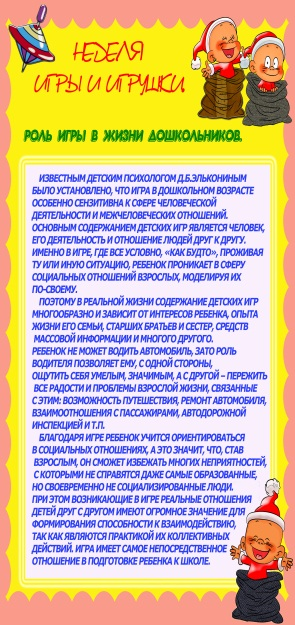 НЕДЕЛЯ
ИГРЫ И ИГРУШКИ.
РОЛЬ ИГРЫ В ЖИЗНИ ДОШКОЛЬНИКОВ.
ИЗВЕСТНЫМ ДЕТСКИМ ПСИХОЛОГОМ Д.Б.ЭЛЬКОНИНЫМ
БЫЛО УСТАНОВЛЕНО, ЧТО ИГРА В ДОШКОЛЬНОМ ВОЗРАСТЕ
ОСОБЕННО СЕНЗИТИВНА К СФЕРЕ ЧЕЛОВЕЧЕСКОЙ
ДЕЯТЕЛЬНОСТИ И МЕЖЧЕЛОВЕЧЕСКИХ ОТНОШЕНИЙ.
ОСНОВНЫМ СОДЕРЖАНИЕМ ДЕТСКИХ ИГР ЯВЛЯЕТСЯ ЧЕЛОВЕК,
ЕГО ДЕЯТЕЛЬНОСТЬ И ОТНОШЕНИЕ ЛЮДЕЙ ДРУГ К ДРУГУ.
ИМЕННО В ИГРЕ, ГДЕ ВСЕ УСЛОВНО, «КАК БУДТО», ПРОЖИВАЯ
ТУ ИЛИ ИНУЮ СИТУАЦИЮ, РЕБЕНОК ПРОНИКАЕТ В СФЕРУ
СОЦИАЛЬНЫХ ОТНОШЕНИЙ ВЗРОСЛЫХ, МОДЕЛИРУЯ ИХ
ПО-СВОЕМУ.
ПОЭТОМУ В РЕАЛЬНОЙ ЖИЗНИ СОДЕРЖАНИЕ ДЕТСКИХ ИГР
МНОГООБРАЗНО И ЗАВИСИТ ОТ ИНТЕРЕСОВ РЕБЕНКА, ОПЫТА
ЖИЗНИ ЕГО СЕМЬИ, СТАРШИХ БРАТЬЕВ И СЕСТЕР, СРЕДСТВ
МАССОВОЙ ИНФОРМАЦИИ И МНОГОГО ДРУГОГО.
РЕБЕНОК НЕ МОЖЕТ ВОДИТЬ АВТОМОБИЛЬ, ЗАТО РОЛЬ
ВОДИТЕЛЯ ПОЗВОЛЯЕТ ЕМУ, С ОДНОЙ СТОРОНЫ,
ОЩУТИТЬ СЕБЯ УМЕЛЫМ, ЗНАЧИМЫМ, А С ДРУГОЙ – ПЕРЕЖИТЬ
ВСЕ РАДОСТИ И ПРОБЛЕМЫ ВЗРОСЛОЙ ЖИЗНИ, СВЯЗАННЫЕ
С ЭТИМ: ВОЗМОЖНОСТЬ ПУТЕШЕСТВИЯ, РЕМОНТ АВТОМОБИЛЯ,
ВЗАИМООТНОШЕНИЯ С ПАССАЖИРАМИ, АВТОДОРОЖНОЙ
ИНСПЕКЦИЕЙ И Т.П.
БЛАГОДАРЯ ИГРЕ РЕБЕНОК УЧИТСЯ ОРИЕНТИРОВАТЬСЯ
В СОЦИАЛЬНЫХ ОТНОШЕНИЯХ, А ЭТО ЗНАЧИТ, ЧТО, СТАВ
ВЗРОСЛЫМ, ОН СМОЖЕТ ИЗБЕЖАТЬ МНОГИХ НЕПРИЯТНОСТЕЙ,
С КОТОРЫМИ НЕ СПРАВЯТСЯ ДАЖЕ САМЫЕ ОБРАЗОВАННЫЕ,
НО СВОЕВРЕМЕННО НЕ СОЦИАЛИЗИРОВАННЫЕ ЛЮДИ.
ПРИ ЭТОМ ВОЗНИКАЮЩИЕ В ИГРЕ РЕАЛЬНЫЕ ОТНОШЕНИЯ
ДЕТЕЙ ДРУГ С ДРУГОМ ИМЕЮТ ОГРОМНОЕ ЗНАЧЕНИЕ ДЛЯ
ФОРМИРОВАНИЯ СПОСОБНОСТИ К ВЗАИМОДЕЙСТВИЮ,
ТАК КАК ЯВЛЯЮТСЯ ПРАКТИКОЙ ИХ КОЛЛЕКТИВНЫХ
ДЕЙСТВИЙ. ИГРА ИМЕЕТ САМОЕ НЕПОСРЕДСТВЕННОЕ
ОТНОШЕНИЕ В ПОДГОТОВКЕ РЕБЕНКА К ШКОЛЕ.